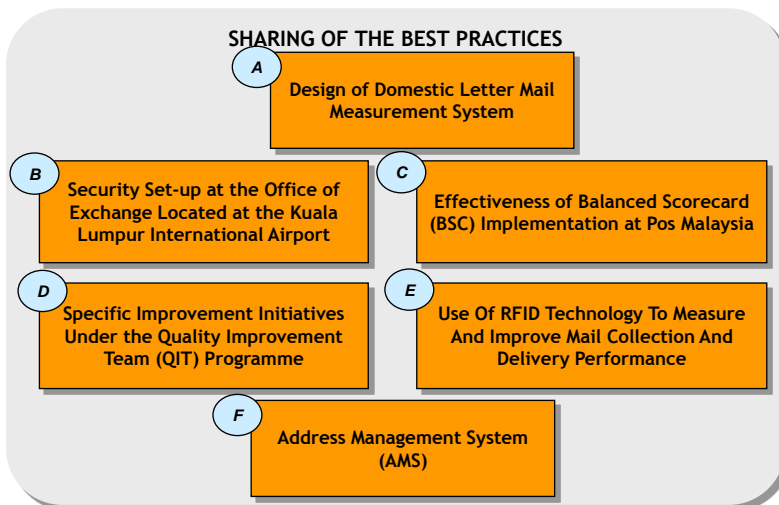 SHARING OF THE BEST PRACTICES
A
Design of Domestic Letter Mail
Measurement System
B
Security Set-up at the Office of
Exchange Located at the Kuala
Lumpur International Airport
C
Effectiveness of Balanced Scorecard
(BSC) Implementation at Pos Malaysia
D
Specific Improvement Initiatives
Under the Quality Improvement
Team (QIT) Programme
E
Use Of RFID Technology To Measure
And Improve Mail Collection And
Delivery Performance
F
Address Management System
(AMS)